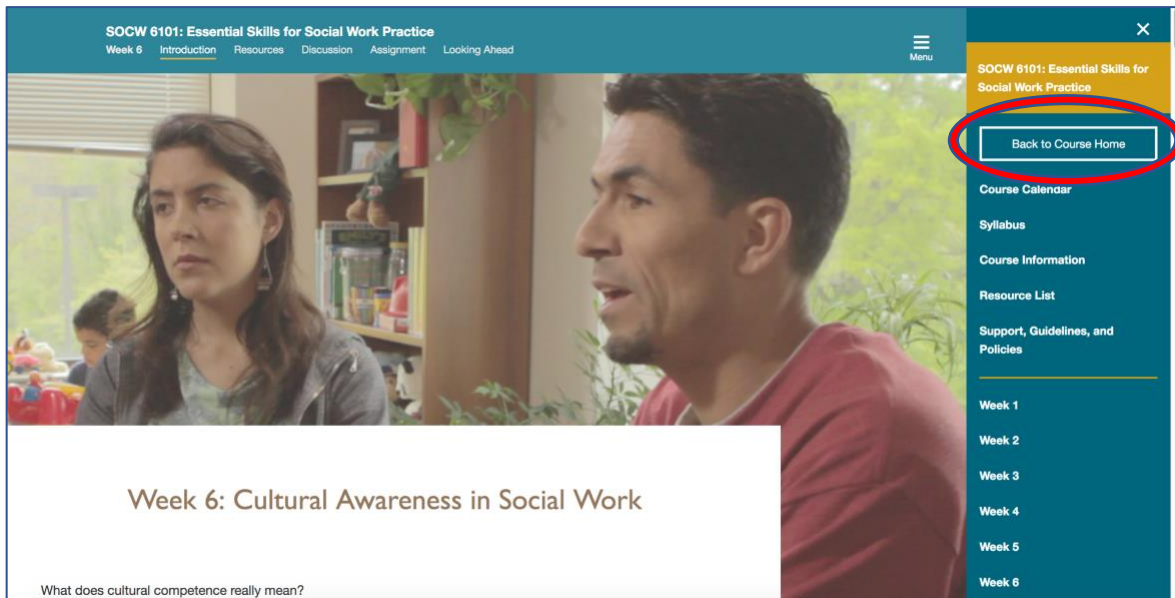 SOCW 6101: Essential Skills for Social Work Practice
Week 6 Introduction Resources Discussion Assignment Looking Ahead
Menu
SOCW 6101: Essential Skills for
Social Work Practice
Back to Course Home
Course Calendar
Syllabus
Course Information
Resource List
Support, Guidelines, and
Policies
Week 1
Week 2
Week 3
Week 4
Week 5
Week 6
Week 6: Cultural Awareness in Social Work
What does cultural competence really mean?